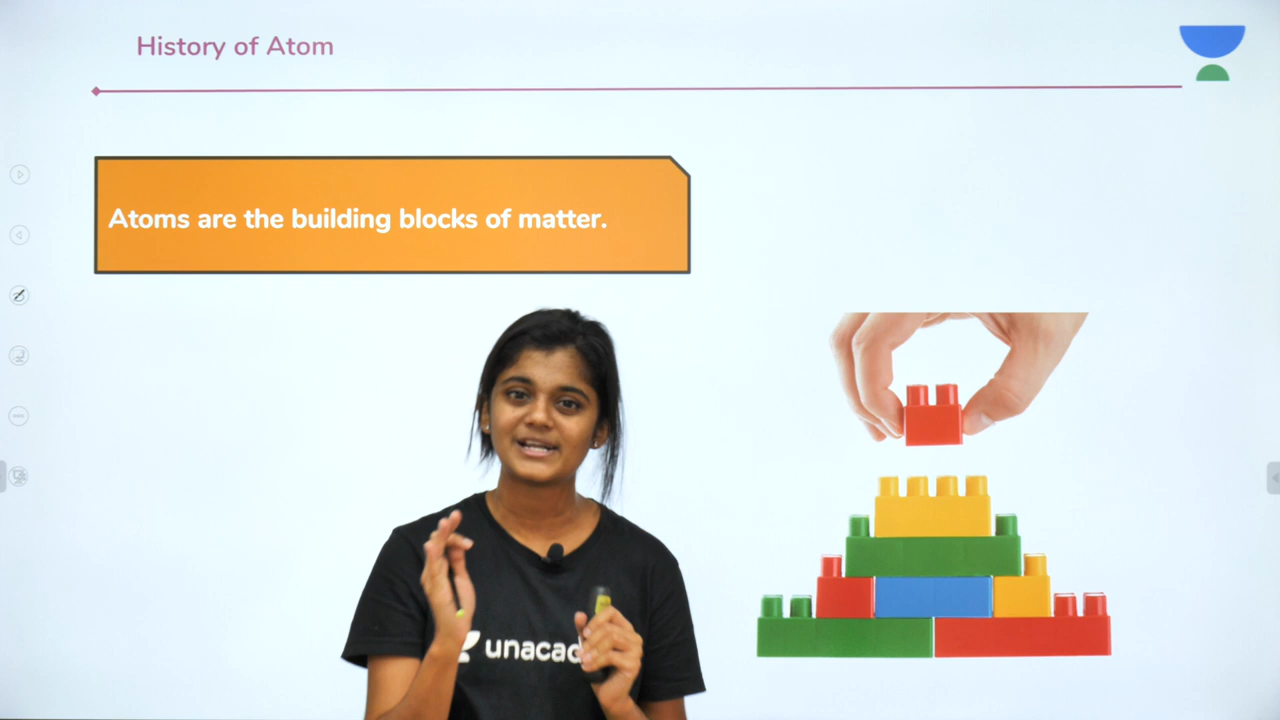 History of Atom
Atoms are the building blocks of matter.
unacad